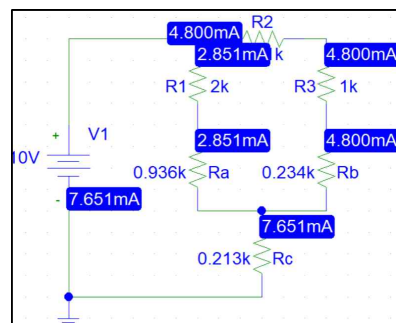 R2
4.800mA
2.851mA
1k
4.800mA
R1
2k
R3
1k
+
V1
10V
2.851mA
4.800mA
0.936k
Ra
0.234k
Rb
-
7.651mA
7.651mA
0.213k
Rc